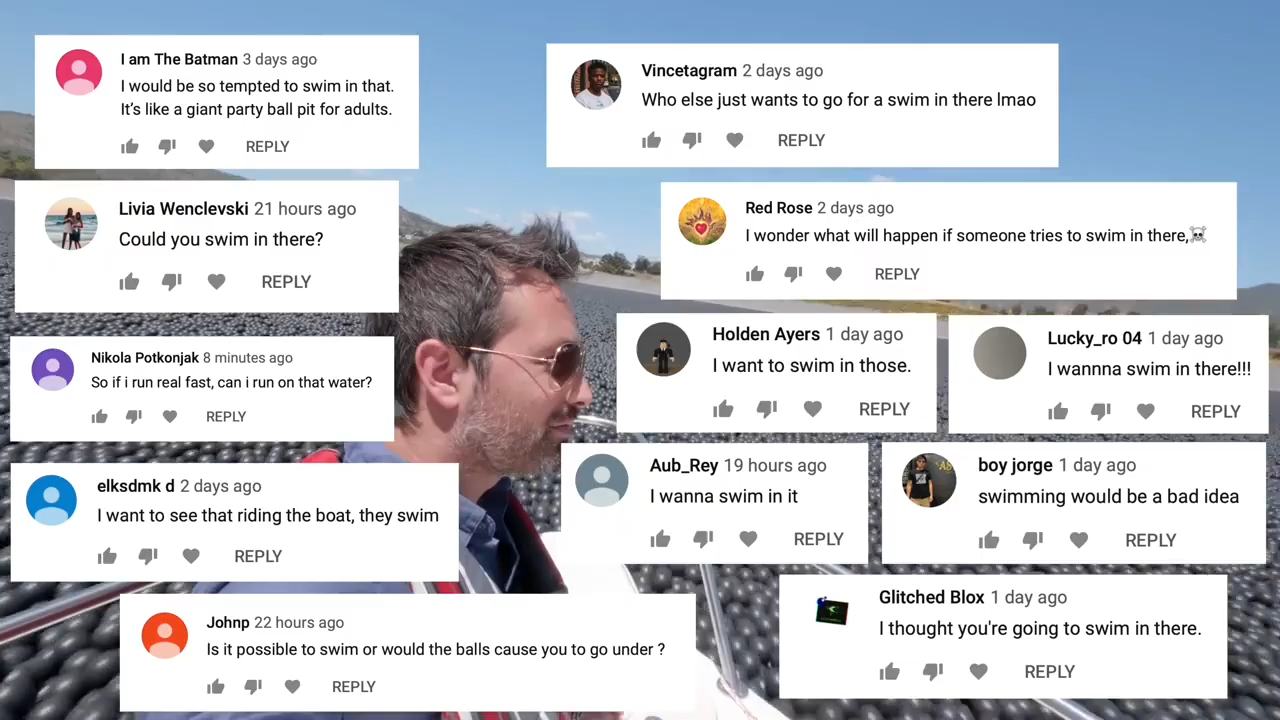 I am The Batman 3 days ago
I would be so tempted to swim in that.
It's like a giant party ball pit for adults.
REPLY
Vincetagram 2 days ago
Who else just wants to go for a swim in there lmao
REPLY
Livia Wenclevski 21 hours ago
Could you swim in there?
REPLY
Red Rose 2 days ago
I wonder what will happen if someone tries to swim in there,☠
REPLY
Nikola Potkonjak 8 minutes ago
So if i run real fast, can i run on that water?
REPLY
Holden Ayers 1 day ago
I want to swim in those.
REPLY
Lucky_ro 04 1 day ago
I wannna swim in there!!!
REPLY
elksdmk d 2 days ago
I want to see that riding the boat, they swim
REPLY
Aub_Rey 19 hours ago
I wanna swim in it
REPLY
boy jorge 1 day ago
swimming would be a bad idea
REPLY
Johnp 22 hours ago
Is it possible to swim or would the balls cause you to go under ?
REPLY
Glitched Blox 1 day ago
I thought you're going to swim in there.
REPLY